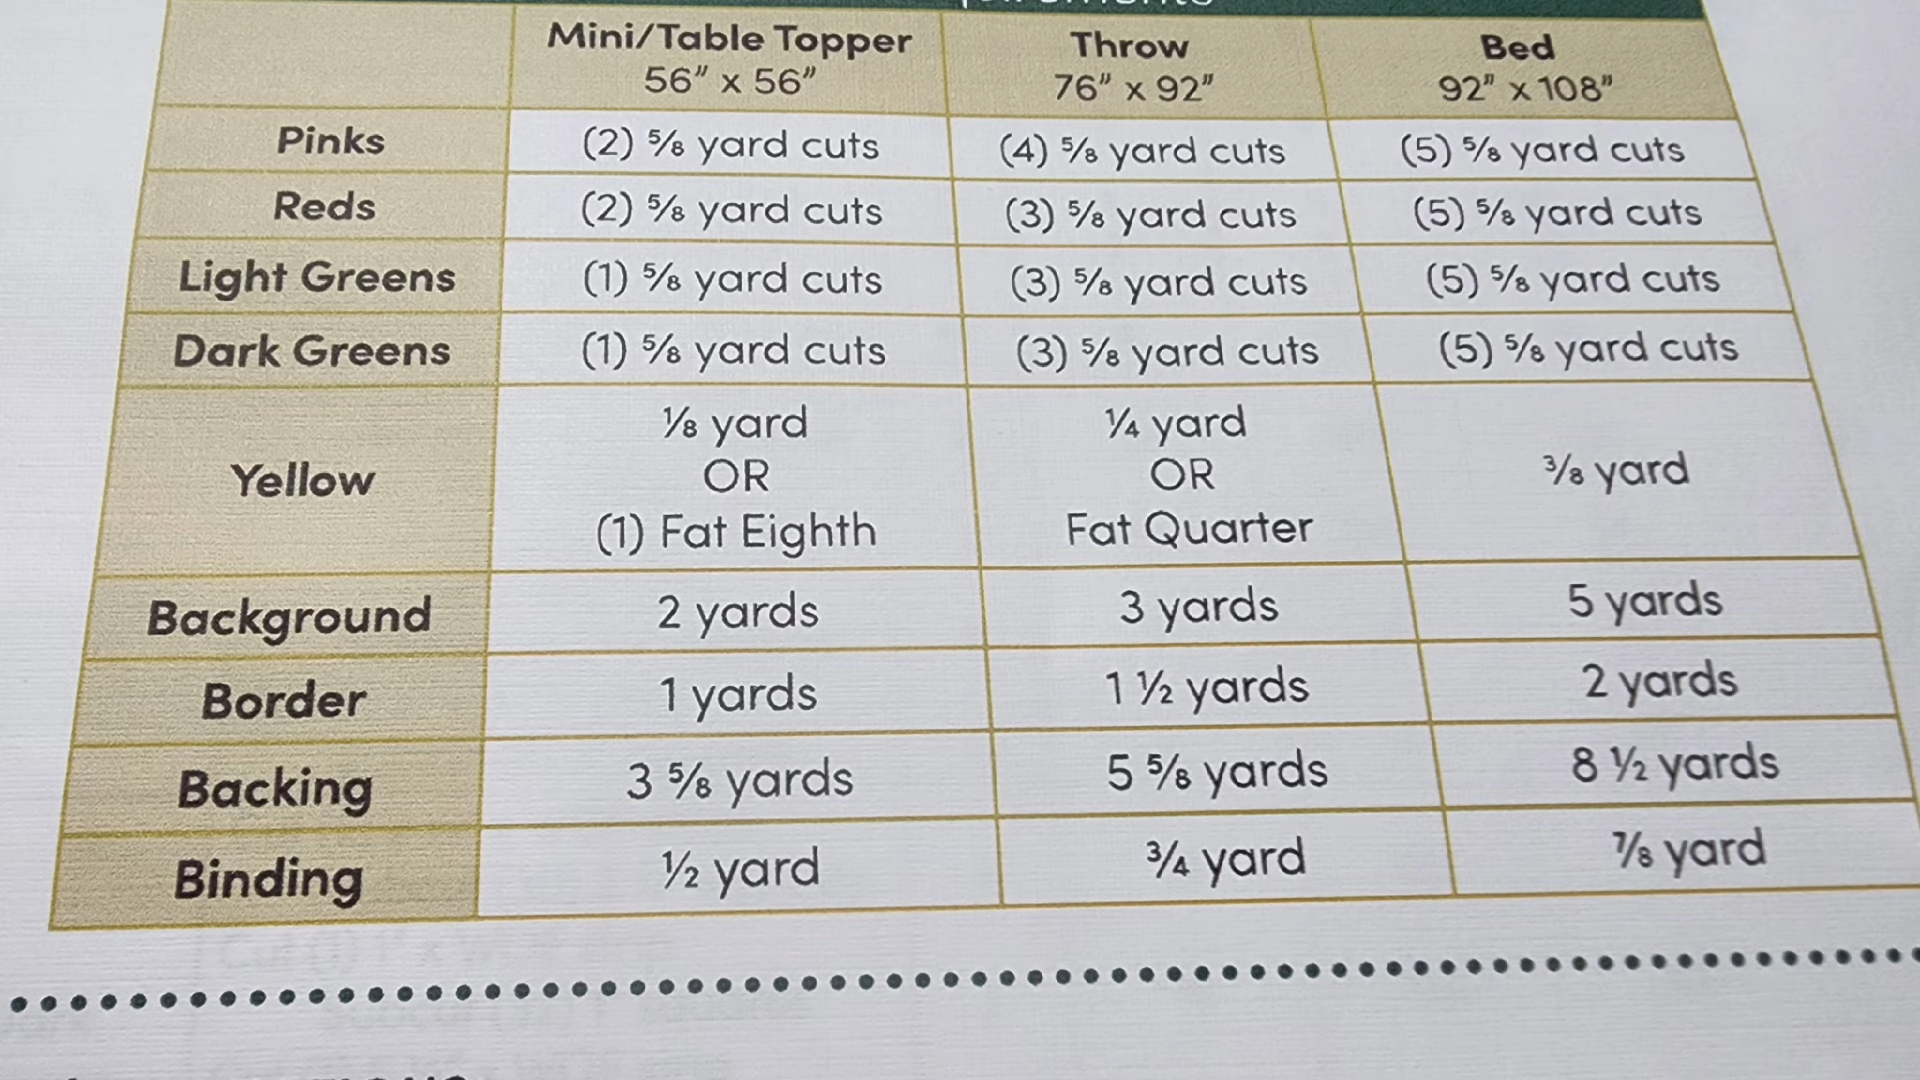 Mini/Table Topper Throw Bed
56" x 56" 76" x 92" 92" x 108"
Pinks (2) ⅝ yard cuts (4) ⅝ yard cuts (5) ⅝ yard cuts
Reds (2) ⅝ yard cuts (3) ⅝ yard cuts (5) ⅝ yard cuts
Light Greens (1) ⅝ yard cuts (3) ⅝ yard cuts (5) ⅝ yard cuts
Dark Greens (1) ⅝ yard cuts (3) ⅝ yard cuts (5) ⅝ yard cuts
Yellow ⅛ yard OR (1) Fat Eighth ¼ yard OR Fat Quarter ⅜ yard
Background 2 yards 3 yards 5 yards
Border 1 yards 1 ½ yards 2 yards
Backing 3 ⅝ yards 5 ⅝ yards 8 ½ yards
Binding ½ yard ¾ yard ⅞ yard